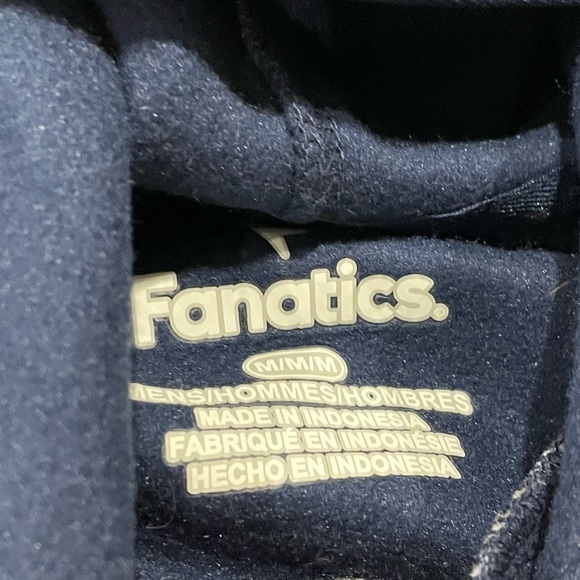 Fanatics.
M/M/M
MENS/HOMMES/HOMBRES
MADE IN INDONESIA
FABRIQUÉ EN INDONÉSIE
HECHO EN INDONESIA